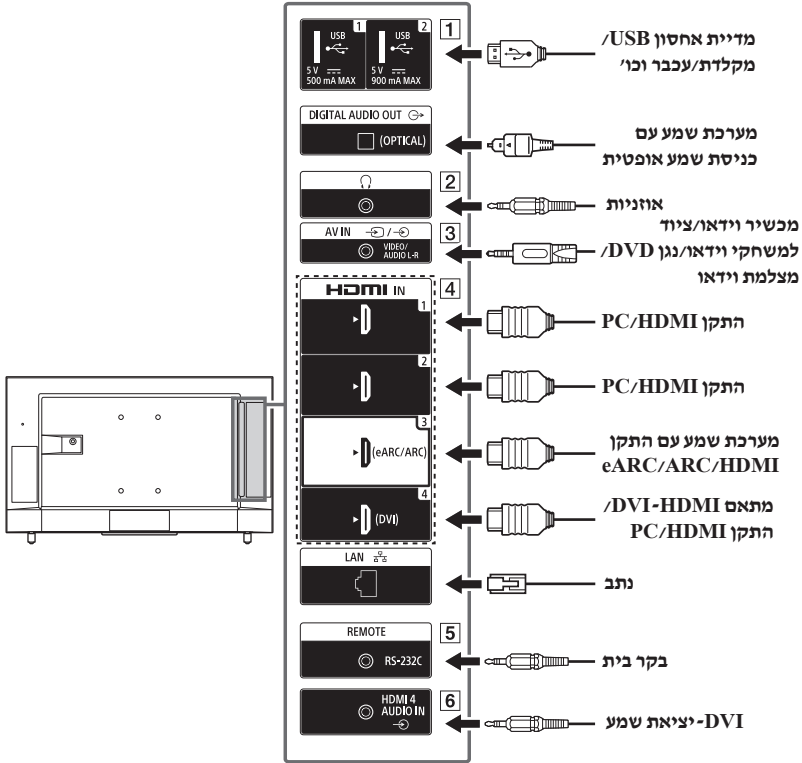 1
2
USB
USB
5 V
500 mA MAX
5 V
900 mA MAX
1
מדיית אחסון USB/
מקלדת/עכבר וכו'
DIGITAL AUDIO OUT
(OPTICAL)
מערכת שמע עם
כניסת שמע אופטית
2
אוזניות
AV IN
/
VIDEO/
AUDIO L-R
3
מכשיר וידאו/ציוד
למשחקי וידאו/נגן DVD/
מצלמת וידאו
HDMI IN
4
1
התקן PC/HDMI
2
התקן PC/HDMI
3
(eARC/ARC)
מערכת שמע עם התקן
eARC/ARC/HDMI
4
(DVI)
מתאם DVI-HDMI/
התקן PC/HDMI
LAN
נתב
REMOTE
RS-232C
5
בקר בית
HDMI 4
AUDIO IN
6
DVI-יציאת שמע